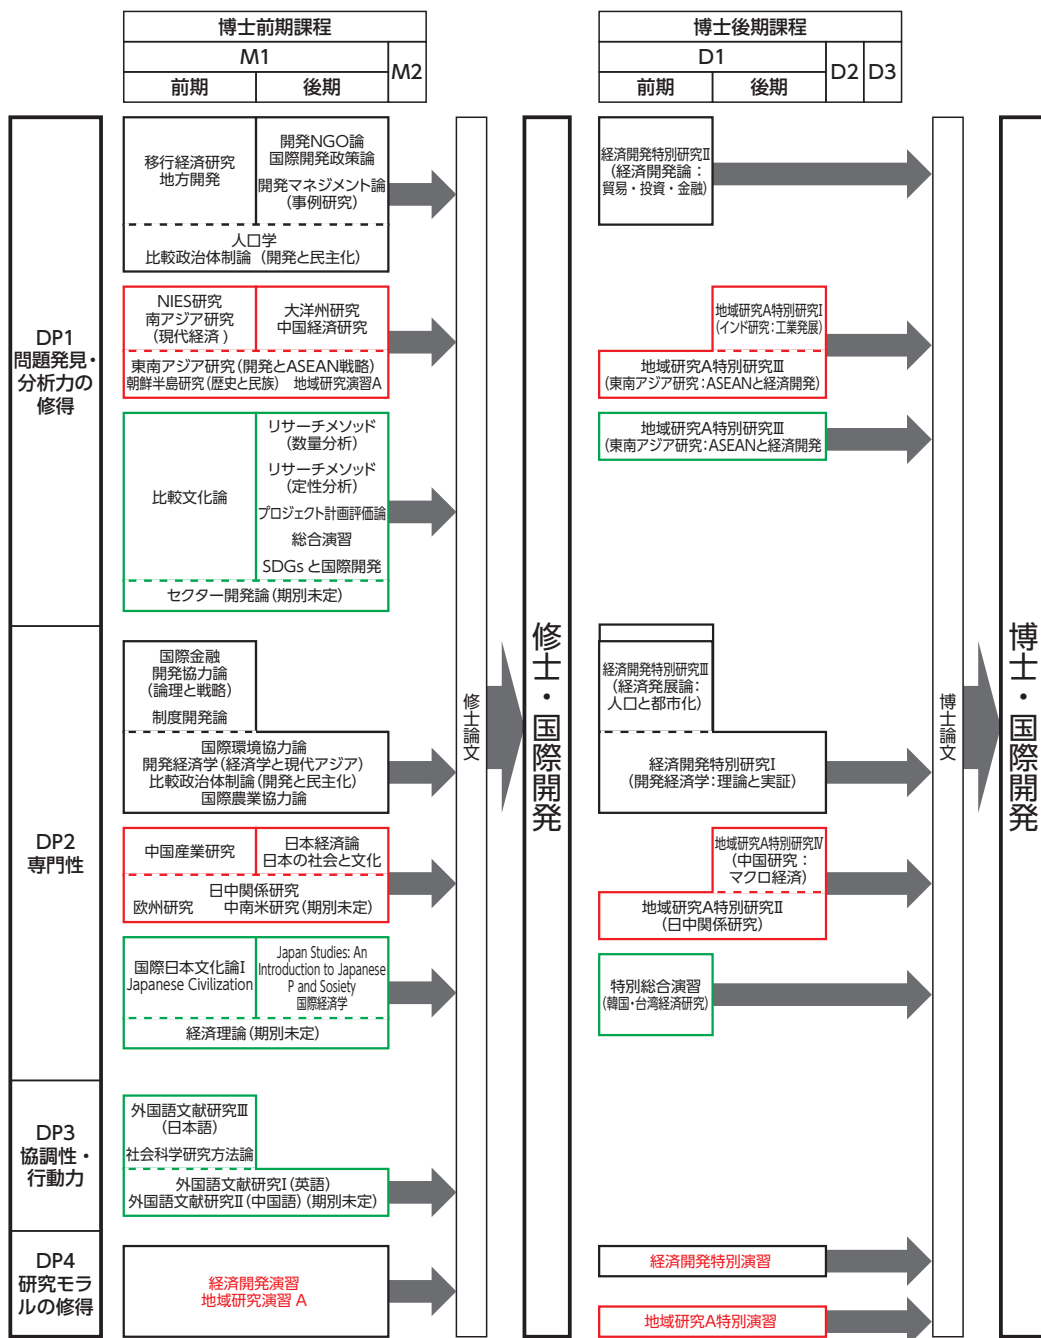 博士前期課程
M1
M2
前期
後期
博士後期課程
D1
D2
D3
前期
後期
DP1
問題発見・
分析力の
修得
移行経済研究
地方開発
開発NGO論
国際開発政策論
開発マネジメント論
(事例研究)
人口学
比較政治体制論(開発と民主化)
NIES研究
南アジア研究
(現代経済)
大洋州研究
中国経済研究
東南アジア研究(開発とASEAN戦略)
朝鮮半島研究(歴史と民族) 地域研究演習A
比較文化論
リサーチメソッド
(数量分析)
リサーチメソッド
(定性分析)
プロジェクト計画評価論
総合演習
SDGsと国際開発
セクター開発論(期別未定)
経済開発特別研究Ⅱ
(経済開発論:
貿易・投資・金融)
地域研究A特別研究Ⅰ
(インド研究:工業発展)
地域研究A特別研究Ⅲ
(東南アジア研究:ASEANと経済開発)
地域研究A特別研究Ⅲ
(東南アジア研究:ASEANと経済開発
DP2
専門性
国際金融
開発協力論
(論理と戦略)
制度開発論
国際環境協力論
開発経済学(経済学と現代アジア)
比較政治体制論(開発と民主化)
国際農業協力論
中国産業研究
日本経済論
日本の社会と文化
日中関係研究
欧州研究 中南米研究(期別未定)
国際日本文化論Ⅰ
Japanese Civilization
Japan Studies: An
Introduction to Japanese
P and Sosiety
国際経済学
経済理論(期別未定)
経済開発特別研究Ⅲ
(経済発展論:
人口と都市化)
経済開発特別研究Ⅰ
(開発経済学:理論と実証)
地域研究A特別研究Ⅳ
(中国研究:
マクロ経済)
地域研究A特別研究Ⅱ
(日中関係研究)
特別総合演習
(韓国・台湾経済研究)
DP3
協調性・
行動力
外国語文献研究Ⅲ
(日本語)
社会科学研究方法論
外国語文献研究Ⅰ(英語)
外国語文献研究Ⅱ(中国語)(期別未定)
DP4
研究モラ
ルの修得
経済開発演習
地域研究演習A
経済開発特別演習
地域研究A特別演習
修士論文
修士・国際開発
博士論文
博士・国際開発